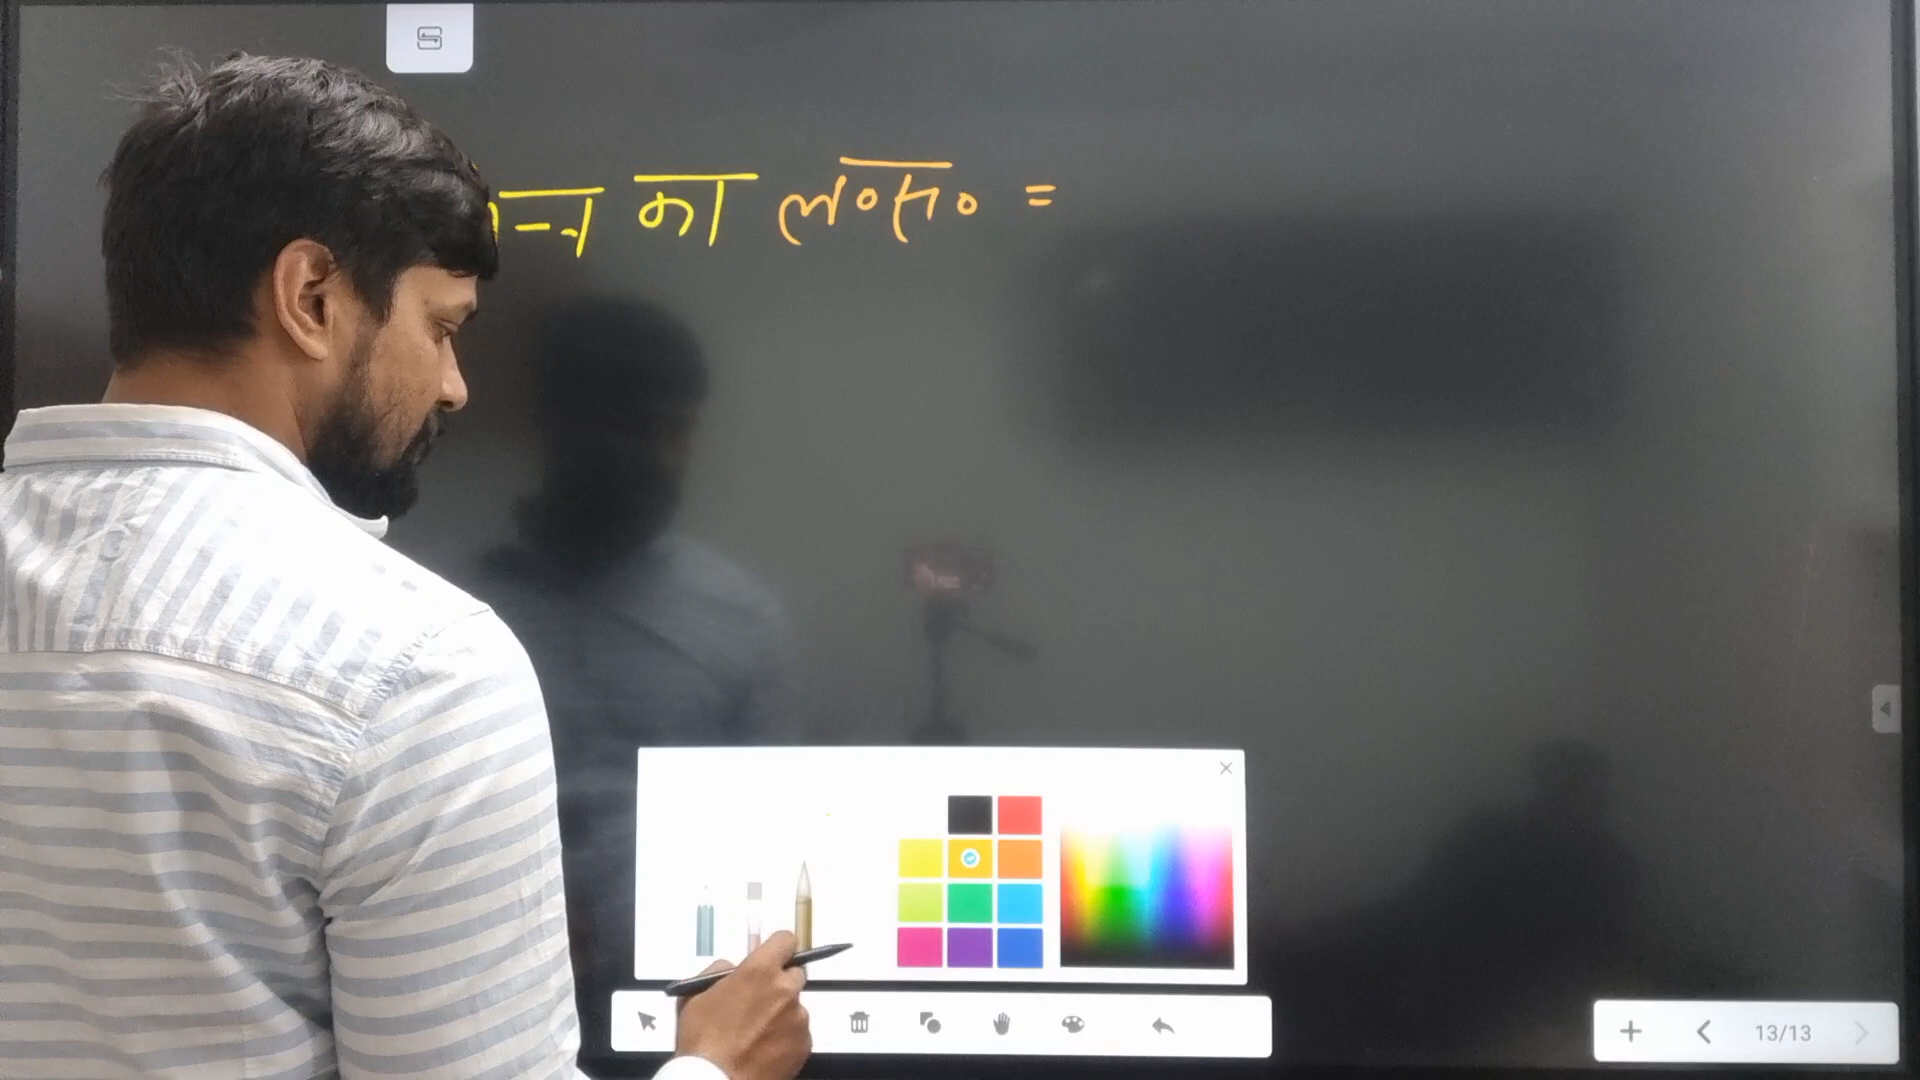 का ल०स० =
13/13